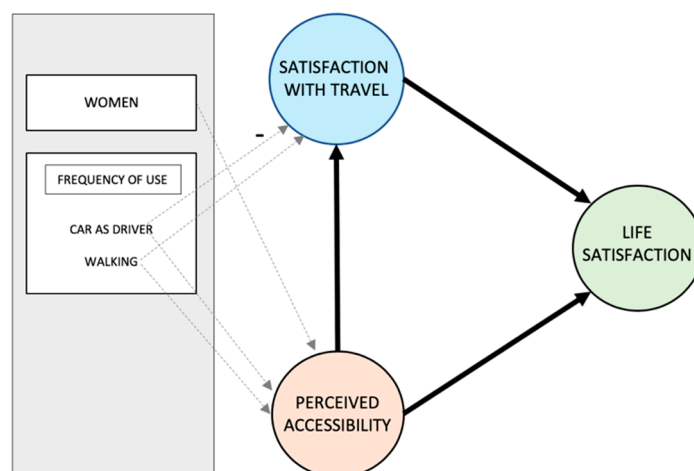 WOMEN
FREQUENCY OF USE
CAR AS DRIVER
WALKING
-
SATISFACTION
WITH TRAVEL
LIFE
SATISFACTION
PERCEIVED
ACCESSIBILITY